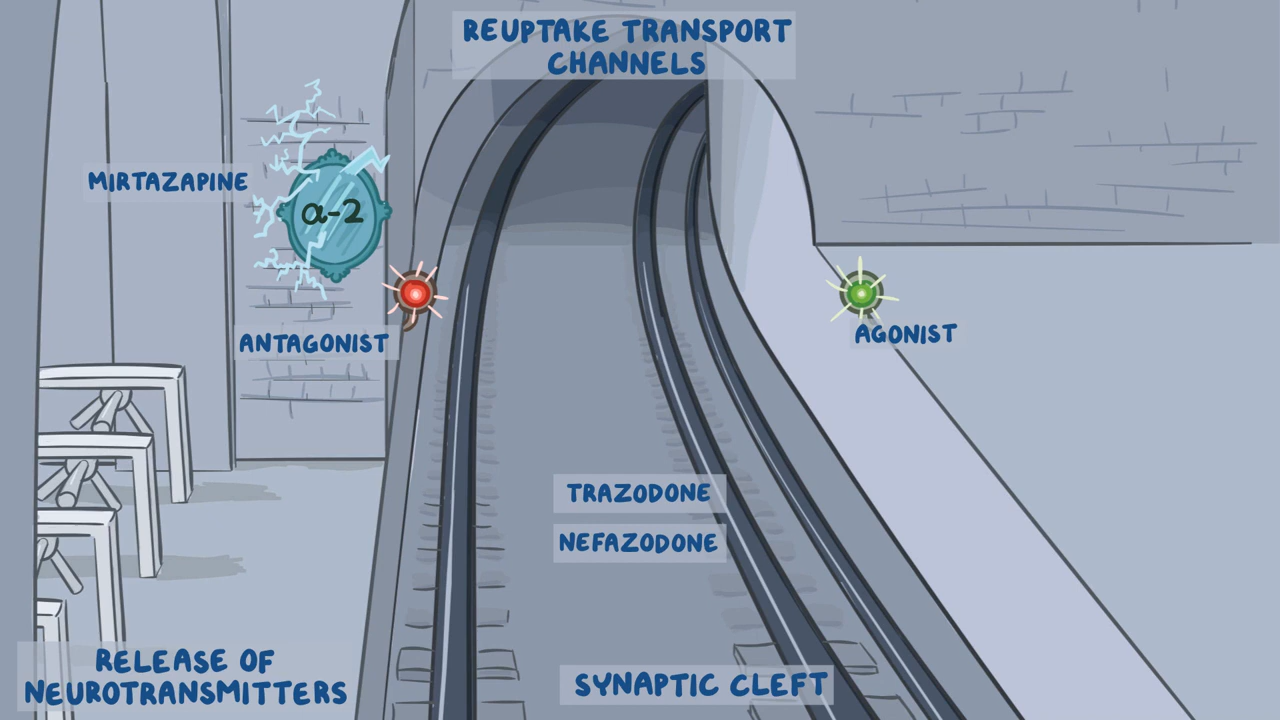 REUPTAKE TRANSPORT
CHANNELS
MIRTAZAPINE
α-2
ANTAGONIST
AGONIST
TRAZODONE
NEFAZODONE
RELEASE OF
NEUROTRANSMITTERS
SYNAPTIC CLEFT